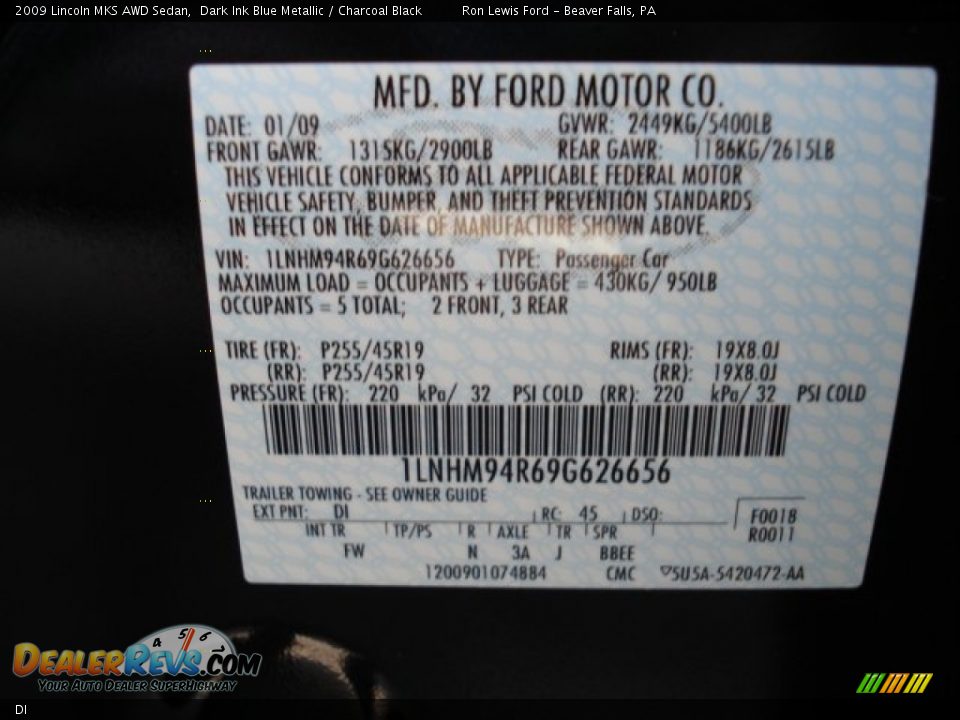 2009 Lincoln MKS AWD Sedan, Dark Ink Blue Metallic / Charcoal Black Ron Lewis Ford - Beaver Falls, PA
MFD. BY FORD MOTOR CO.
DATE: 01/09 GVWR: 2449KG/5400LB
FRONT GAWR: 1315KG/2900LB REAR GAWR: 1186KG/2615LB
THIS VEHICLE CONFORMS TO ALL APPLICABLE FEDERAL MOTOR
VEHICLE SAFETY, BUMPER, AND THEFT PREVENTION STANDARDS
IN EFFECT ON THE DATE OF MANUFACTURE SHOWN ABOVE.
VIN: 1LNHM94R69G626656 TYPE: Passenger Car
MAXIMUM LOAD = OCCUPANTS + LUGGAGE = 430KG/ 950LB
OCCUPANTS = 5 TOTAL; 2 FRONT, 3 REAR
TIRE (FR): P255/45R19 RIMS (FR): 19X8.0J
(RR): P255/45R19 (RR): 19X8.0J
PRESSURE (FR): 220 kPa/ 32 PSI COLD (RR): 220 kPa/ 32 PSI COLD
1LNHM94R69G626656
TRAILER TOWING - SEE OWNER GUIDE
EXT PNT: DI RC: 45 DSO: F0018
INT TR TP/PS R AXLE TR SPR R0011
FW N 3A J BBEE
1200901074884 CMC 5U5A-5420472-AA
4 5 6
DEALERREVS.COM
YOUR AUTO DEALER SUPERHIGHWAY
DI